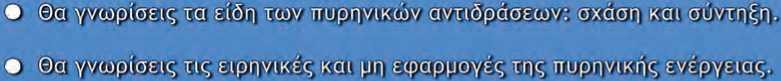 Θα γνωρίσεις τα είδη των πυρηνικών αντιδράσεων: σχάση και σύντηξη.
Θα γνωρίσεις τις ειρηνικές και μη εφαρμογές της πυρηνικής ενέργειας.